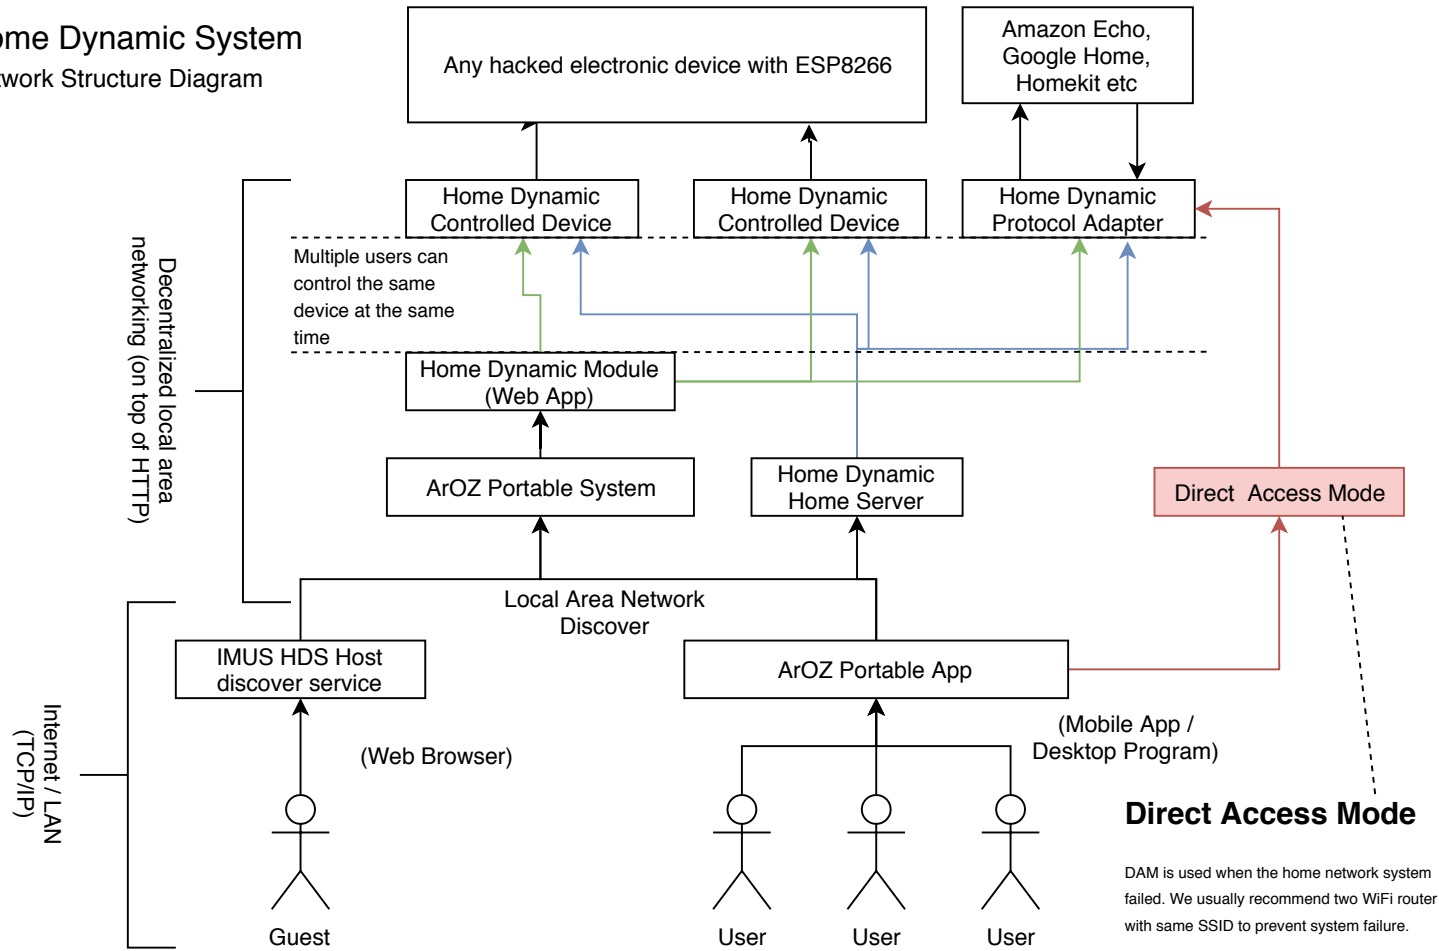 ome Dynamic System
twork Structure Diagram
Any hacked electronic device with ESP8266
Amazon Echo,
Google Home,
Homekit etc
Home Dynamic
Controlled Device
Home Dynamic
Controlled Device
Home Dynamic
Protocol Adapter
Multiple users can
control the same
device at the same
time
Decentralized local area
networking (on top of HTTP)
Home Dynamic Module
(Web App)
ArOZ Portable System
Home Dynamic
Home Server
Direct Access Mode
Local Area Network
Discover
IMUS HDS Host
discover service
ArOZ Portable App
Internet / LAN
(TCP/IP)
(Web Browser)
(Mobile App /
Desktop Program)
Direct Access Mode
DAM is used when the home network system
failed. We usually recommend two WiFi router
with same SSID to prevent system failure.
Guest
User
User
User